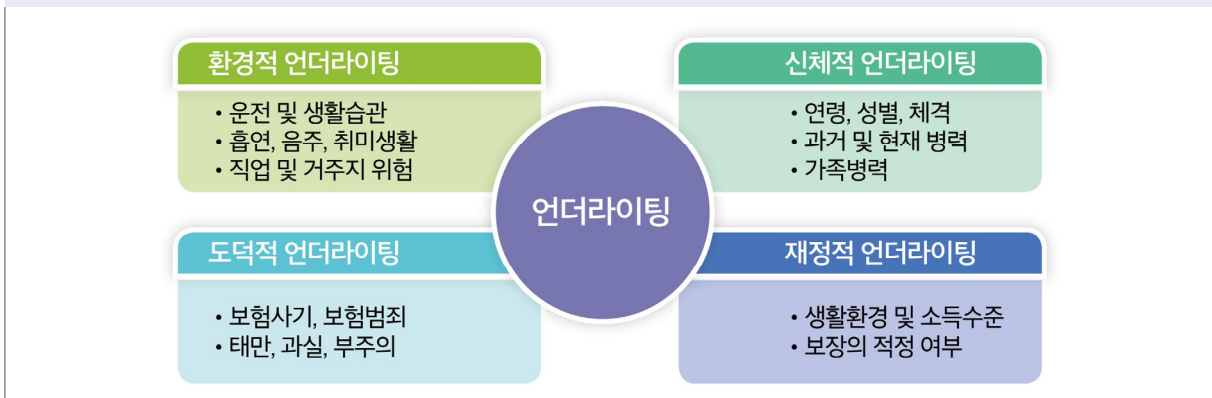 환경적 언더라이팅
• 운전 및 생활습관
• 흡연, 음주, 취미생활
• 직업 및 거주지 위험
신체적 언더라이팅
• 연령, 성별, 체격
• 과거 및 현재 병력
• 가족병력
언더라이팅
도덕적 언더라이팅
• 보험사기, 보험범죄
• 태만, 과실, 부주의
재정적 언더라이팅
• 생활환경 및 소득수준
• 보장의 적정 여부